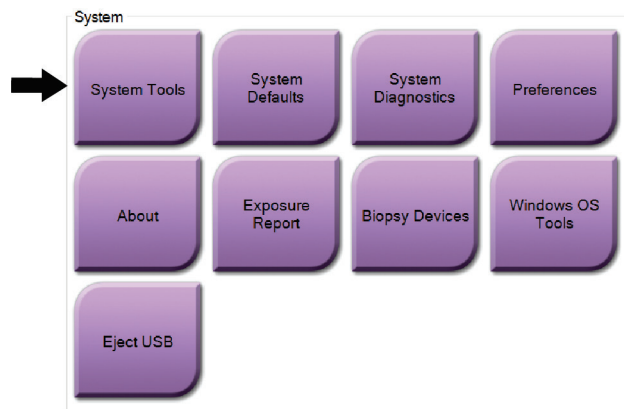 System
System Tools
System
Defaults
System
Diagnostics
Preferences
About
Exposure
Report
Biopsy Devices
Windows OS
Tools
Eject USB